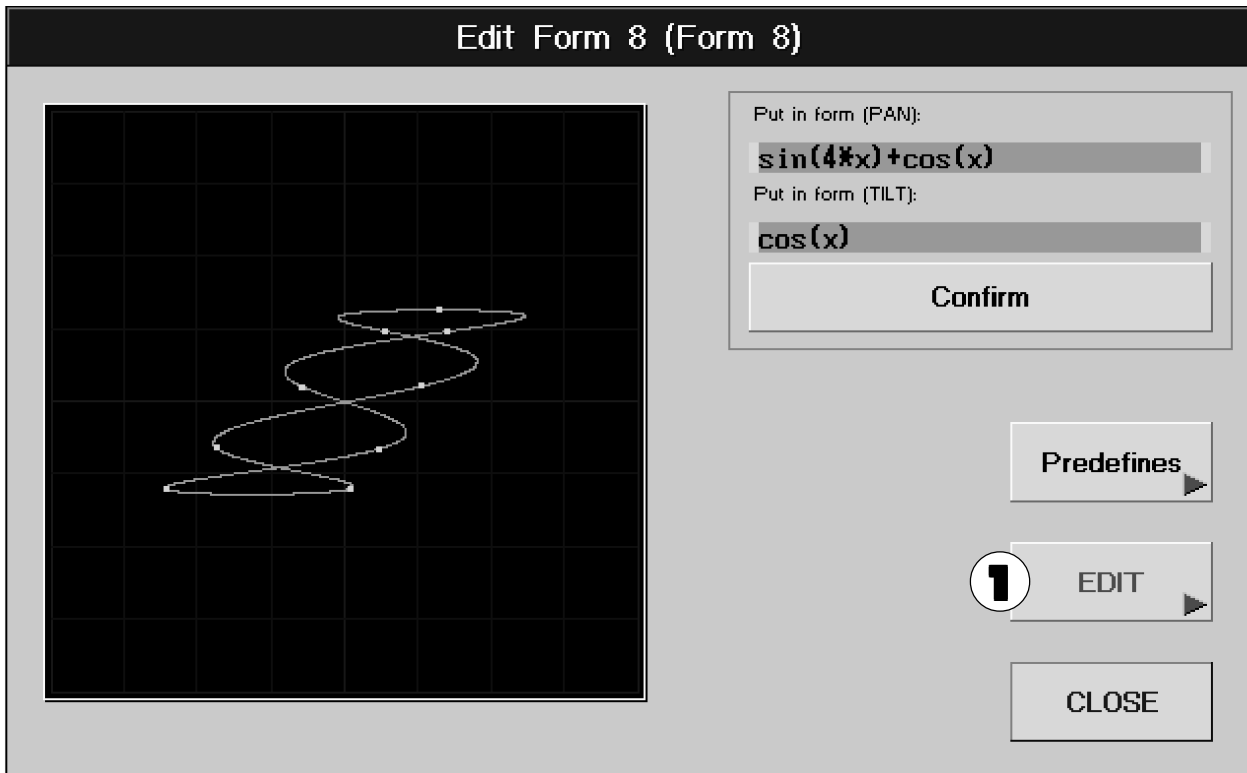 Edit Form 8 (Form 8)
Put in form (PAN):
sin(4*x)+cos(x)
Put in form (TILT):
cos(x)
Confirm
Predefines
1
EDIT
CLOSE